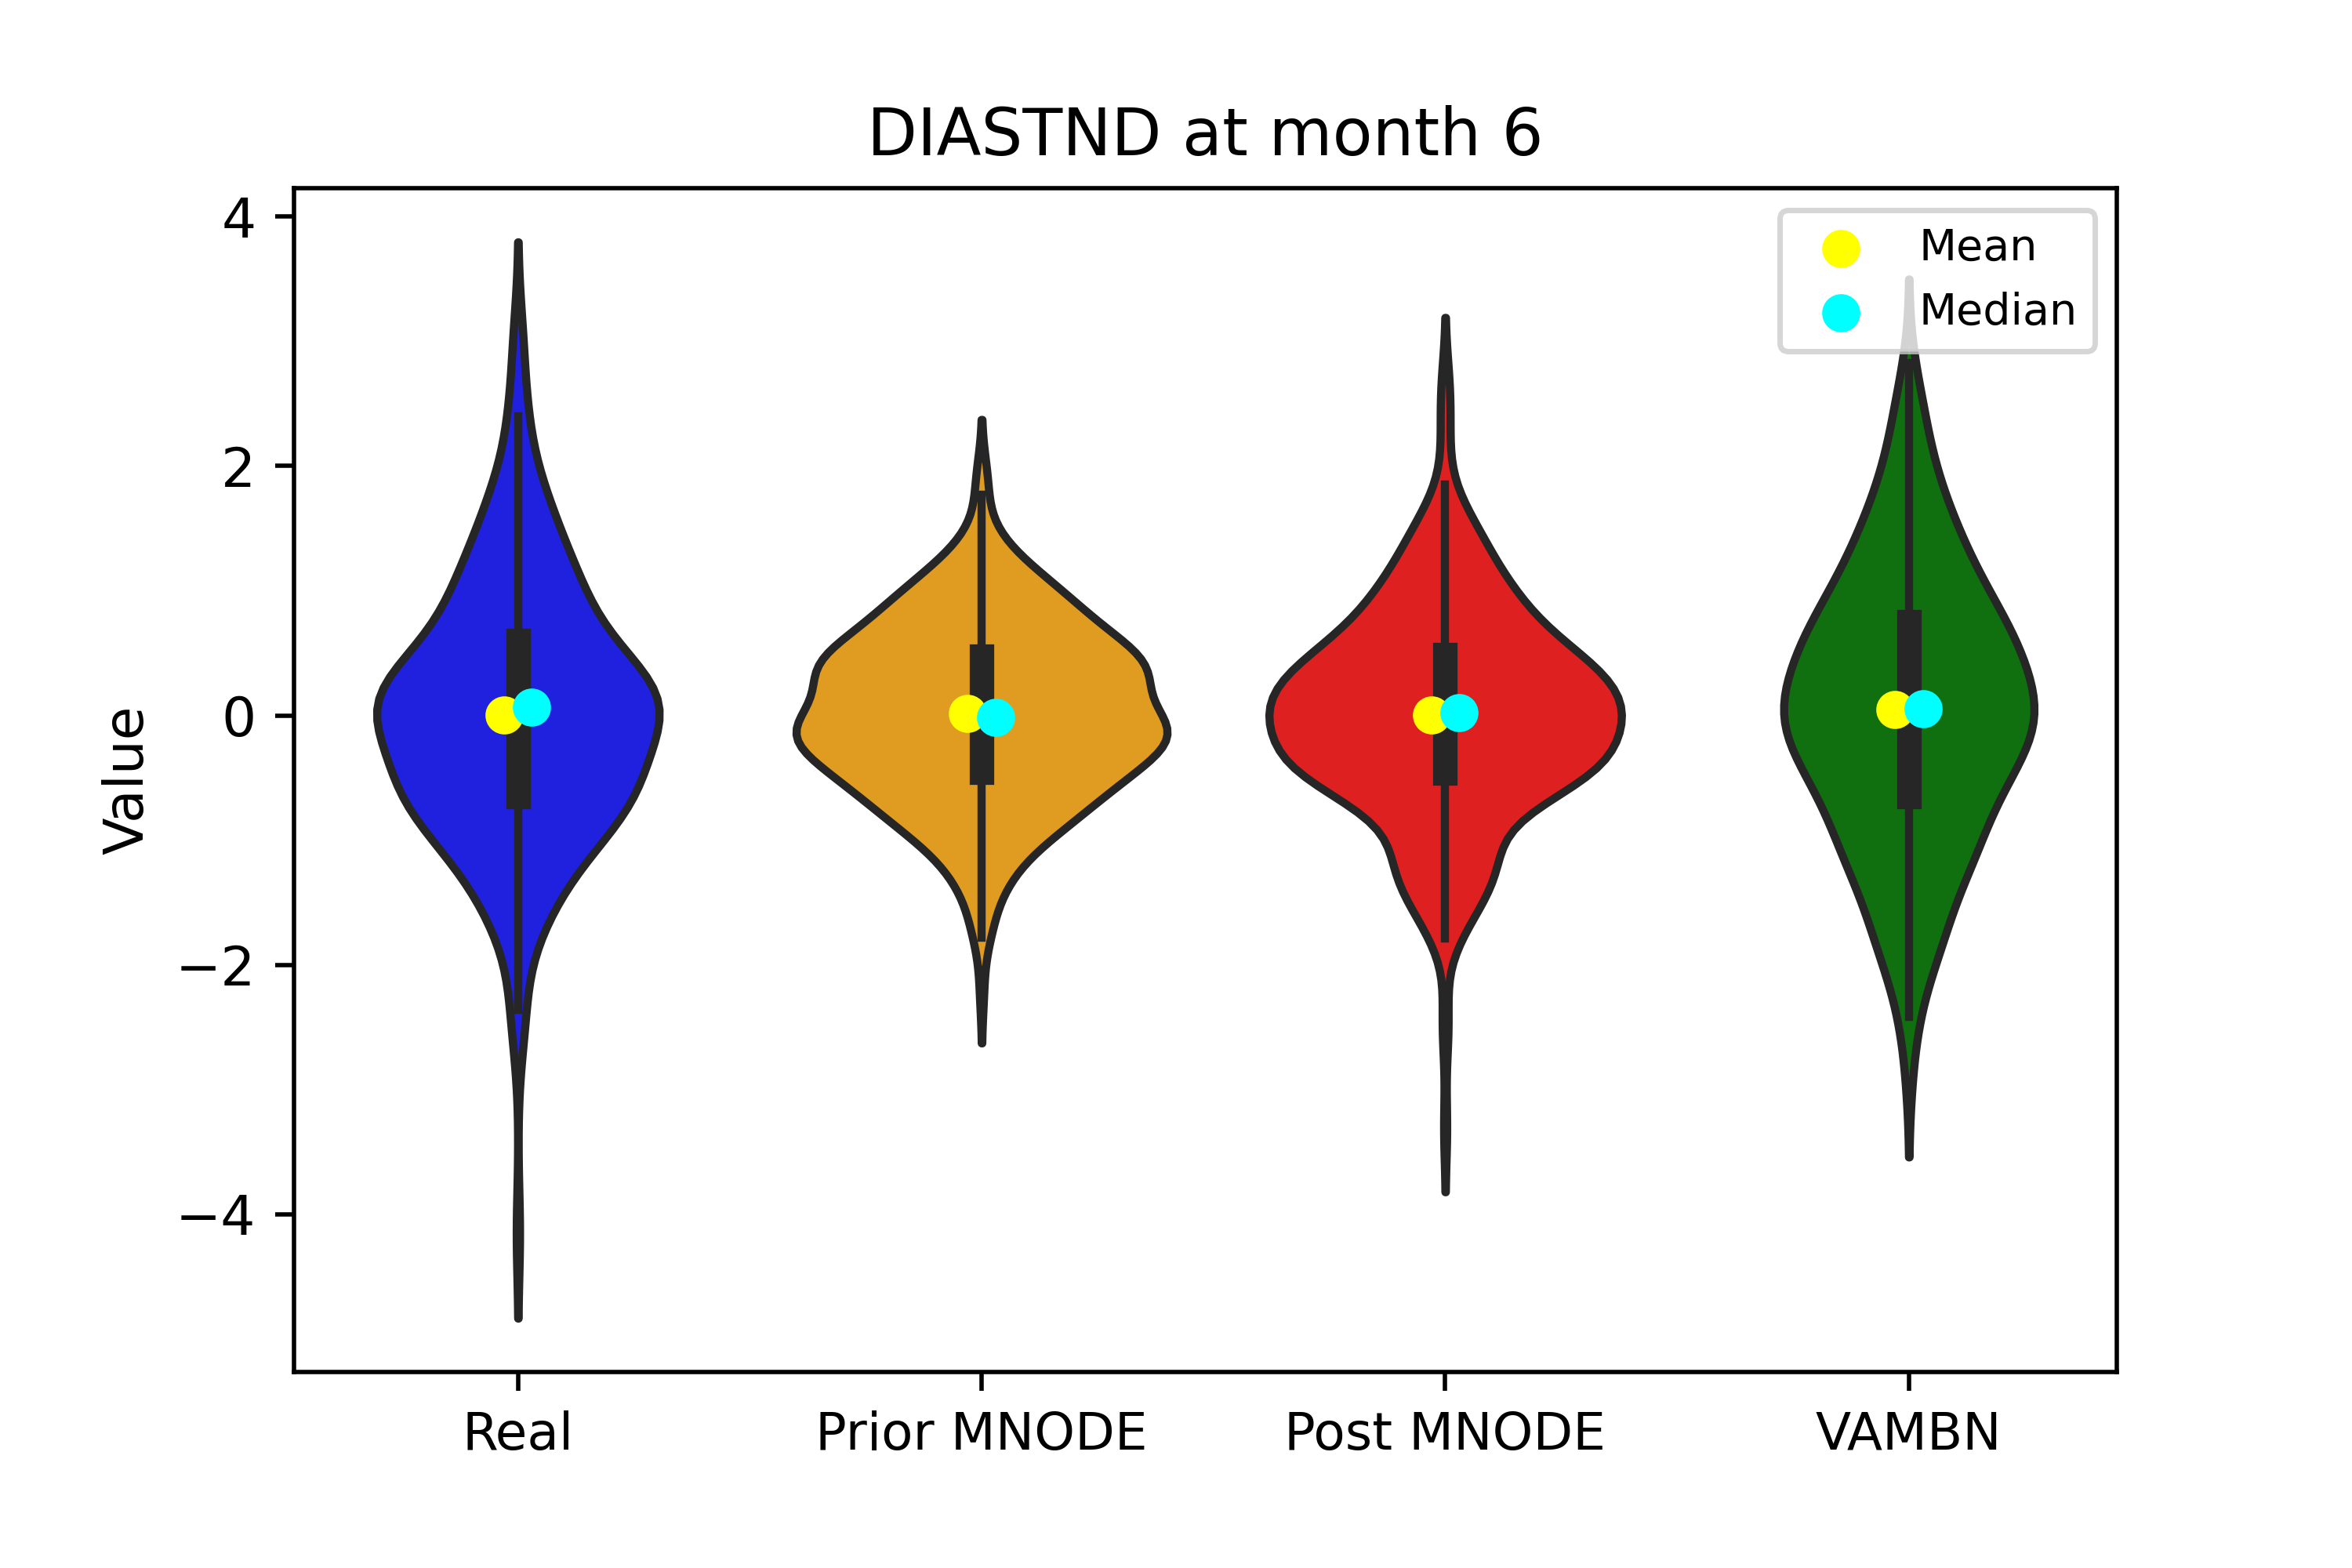 DIASTND at month 6
4
2
0
−2
−4
Value
Mean
Median
Real
Prior MNODE
Post MNODE
VAMBN